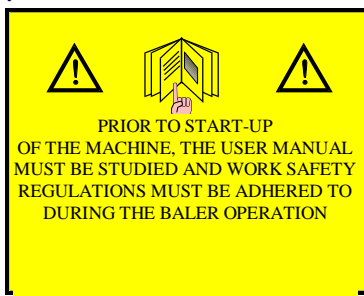 PRIOR TO START-UP
OF THE MACHINE, THE USER MANUAL
MUST BE STUDIED AND WORK SAFETY
REGULATIONS MUST BE ADHERED TO
DURING THE BALER OPERATION